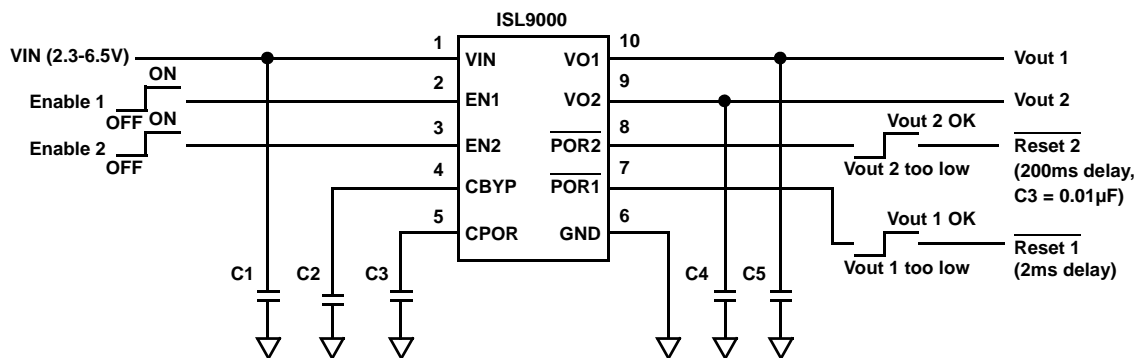 ISL9000
VIN (2.3-6.5V)
ON
Enable 1
OFF
ON
Enable 2
OFF
1
2
3
4
5
VIN
EN1
EN2
CBYP
CPOR
VO1
VO2
POR2
POR1
GND
10
9
8
7
6
Vout 1
Vout 2
Vout 2 OK
Vout 2 too low
Reset 2
(200ms delay,
C3 = 0.01µF)
Vout 1 OK
Vout 1 too low
Reset 1
(2ms delay)
C1
C2
C3
C4
C5